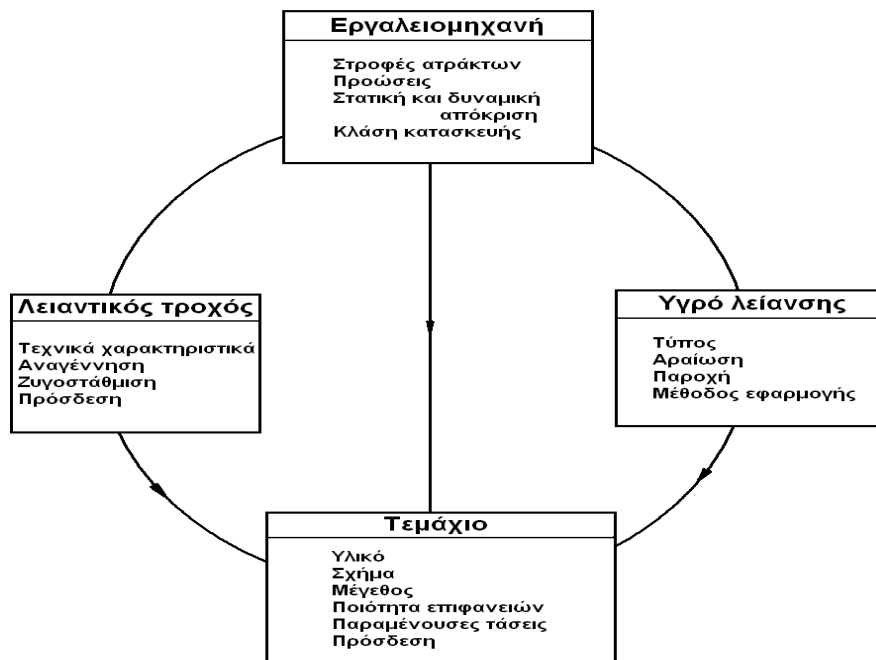 Εργαλειομηχανή
Στροφές ατράκτων
Προώσεις
Στατική και δυναμική
απόκριση
Κλάση κατασκευής
Λειαντικός τροχός
Τεχνικά χαρακτηριστικά
Αναγέννηση
Ζυγοστάθμιση
Πρόσδεση
Υγρό λείανσης
Τύπος
Αραίωση
Παροχή
Μέθοδος εφαρμογής
Τεμάχιο
Υλικό
Σχήμα
Μέγεθος
Ποιότητα επιφανειών
Παραμένουσες τάσεις
Πρόσδεση